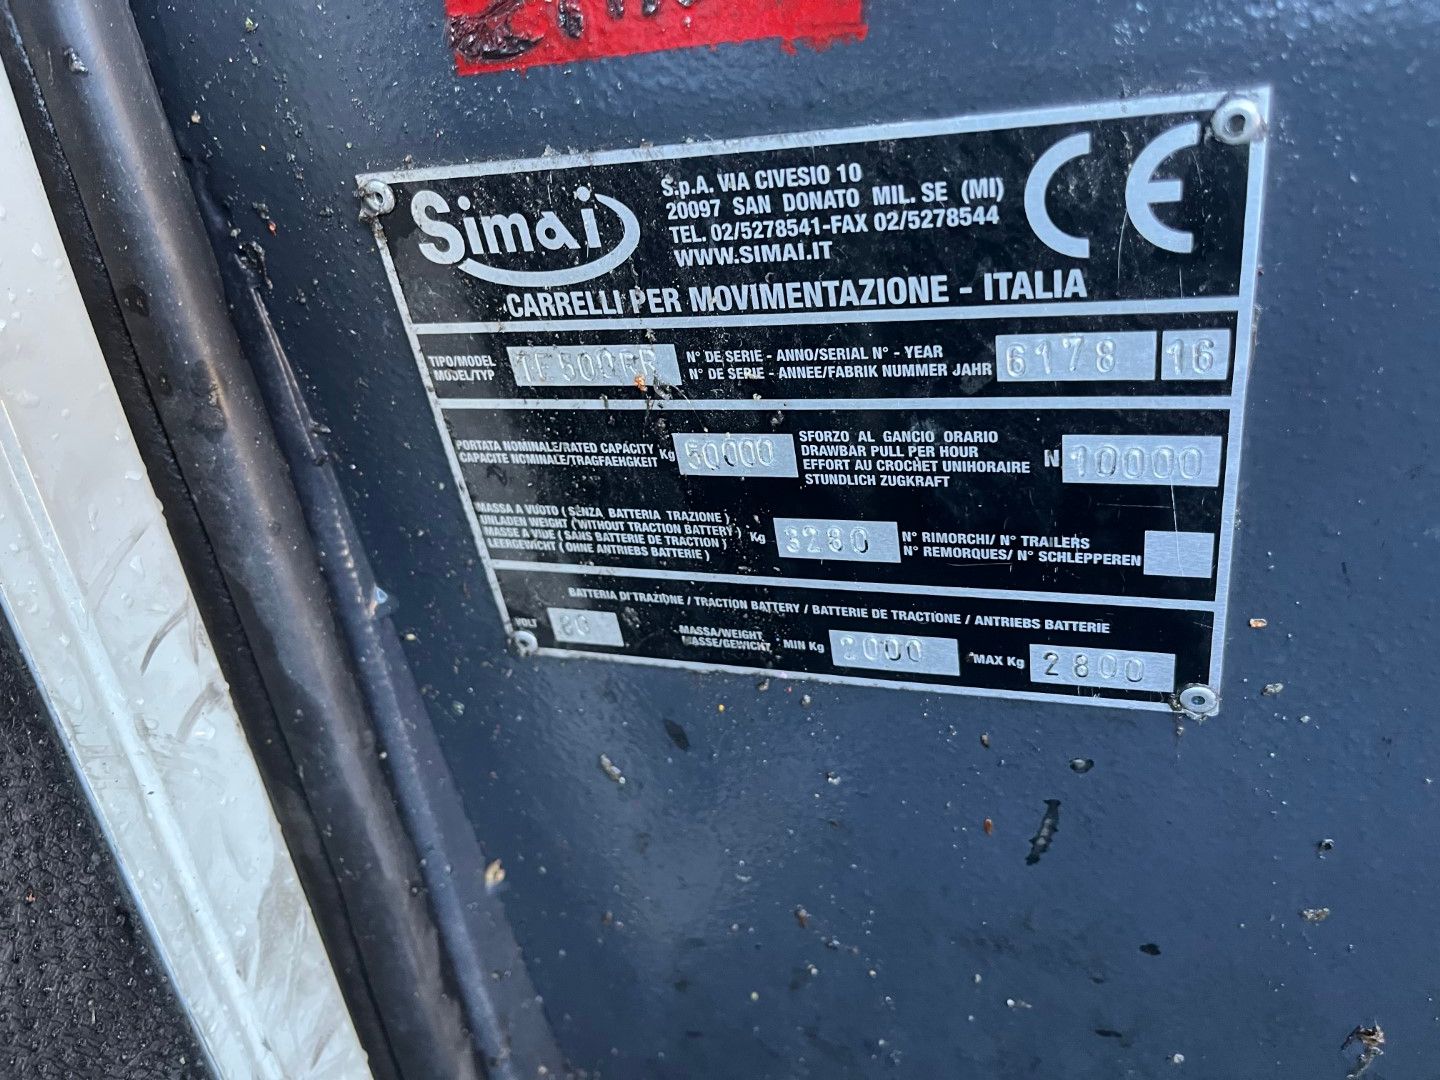 Simai
S.p.A. VIA CIVESIO 10
20097 SAN DONATO MIL.SE (MI)
TEL. 02/5278541-FAX 02/5278544
WWW.SIMAI.IT
CE
CARRELLI PER MOVIMENTAZIONE - ITALIA
TIPO/MODEL
MODEL/TYP
500RR
N° DE SERIE - ANNO/SERIAL N° - YEAR
N° DE SERIE - ANNEE/FABRIK NUMMER JAHR
6178 16
PORTATA NOMINALE/RATED CAPACITY
CAPACITE NOMINALE/TRAGFAEHGKEIT
Kg 50000
SFORZO AL GANCIO ORARIO
DRAWBAR PULL PER HOUR
EFFORT AU CROCHET UNIHORAIRE
STUNDLICH ZUGKRAFT
N 10000
MASSA A VUOTO ( SENZA BATTERIA TRAZIONE )
UNLADEN WEIGHT ( WITHOUT TRACTION BATTERY )
MASSE A VIDE ( SANS BATTERIE DE TRACTION )
LEERGEWICHT ( OHNE ANTRIEBS BATTERIE )
Kg 3280
N° RIMORCHI/ N° TRAILERS
N° REMORQUES/ N° SCHLEPPEREN
BATTERIA DI TRAZIONE / TRACTION BATTERY / BATTERIE DE TRACTIONE / ANTRIEBS BATTERIE
VOLT 80
MASSA/WEIGHT
MASSE/GEWICHT
MIN Kg 2000
MAX Kg 2800